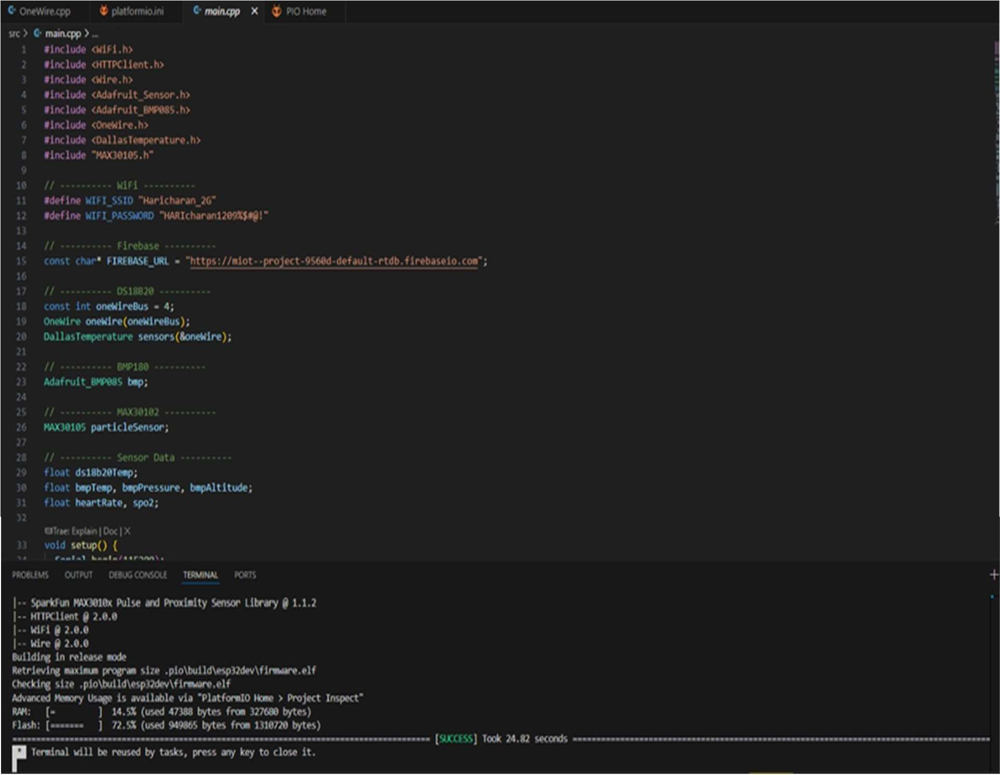 OneWire.cpp platformio.ini main.cpp X PIO Home
src > main.cpp > ...
1 #include <WiFi.h>
2 #include <HTTPClient.h>
3 #include <Wire.h>
4 #include <Adafruit_Sensor.h>
5 #include <Adafruit_BMP085.h>
6 #include <OneWire.h>
7 #include <DallasTemperature.h>
8 #include "MAX30105.h"
9
10 // ---------- WiFi ----------
11 #define WIFI_SSID "Haricharan_2G"
12 #define WIFI_PASSWORD "HARIcharan1209%$#@!"
13
14 // ---------- Firebase ----------
15 const char* FIREBASE_URL = "https://miot--project-9560d-default-rtdb.firebaseio.com";
16
17 // ---------- DS18B20 ----------
18 const int oneWireBus = 4;
19 OneWire oneWire(oneWireBus);
20 DallasTemperature sensors(&oneWire);
21
22 // ---------- BMP180 ----------
23 Adafruit_BMP085 bmp;
24
25 // ---------- MAX30102 ----------
26 MAX30105 particleSensor;
27
28 // ---------- Sensor Data ----------
29 float ds18b20Temp;
30 float bmpTemp, bmpPressure, bmpAltitude;
31 float heartRate, spo2;
32
Trae: Explain | Doc | X
33 void setup() {
34 Serial.begin(115200);
PROBLEMS OUTPUT DEBUG CONSOLE TERMINAL PORTS +
|-- SparkFun MAX3010x Pulse and Proximity Sensor Library @ 1.1.2
|-- HTTPClient @ 2.0.0
|-- WiFi @ 2.0.0
|-- Wire @ 2.0.0
Building in release mode
Retrieving maximum program size .pio\build\esp32dev\firmware.elf
Checking size .pio\build\esp32dev\firmware.elf
Advanced Memory Usage is available via "PlatformIO Home > Project Inspect"
RAM: [= ] 14.5% (used 47388 bytes from 327680 bytes)
Flash: [======= ] 72.5% (used 949865 bytes from 1310720 bytes)
[SUCCESS] Took 24.82 seconds
* Terminal will be reused by tasks, press any key to close it.